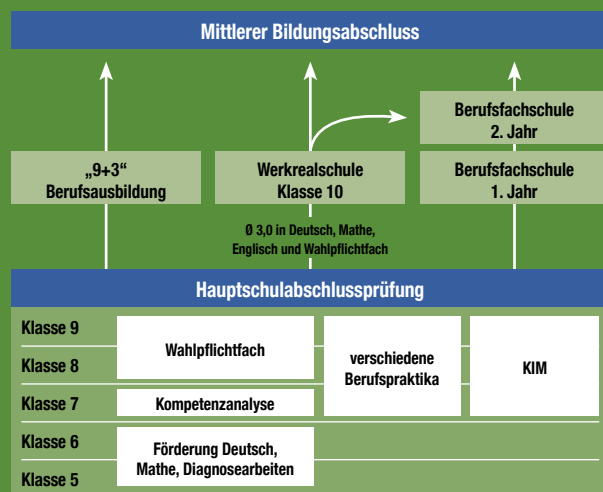 Mittlerer Bildungsabschluss
Berufsfachschule
2. Jahr
„9+3“
Berufsausbildung
Werkrealschule
Klasse 10
Berufsfachschule
1. Jahr
Ø 3,0 in Deutsch, Mathe,
Englisch und Wahlpflichtfach
Hauptschulabschlussprüfung
Klasse 9
Klasse 8
Klasse 7
Klasse 6
Klasse 5
Wahlpflichtfach
Kompetenzanalyse
Förderung Deutsch,
Mathe, Diagnosearbeiten
verschiedene
Berufspraktika
KIM